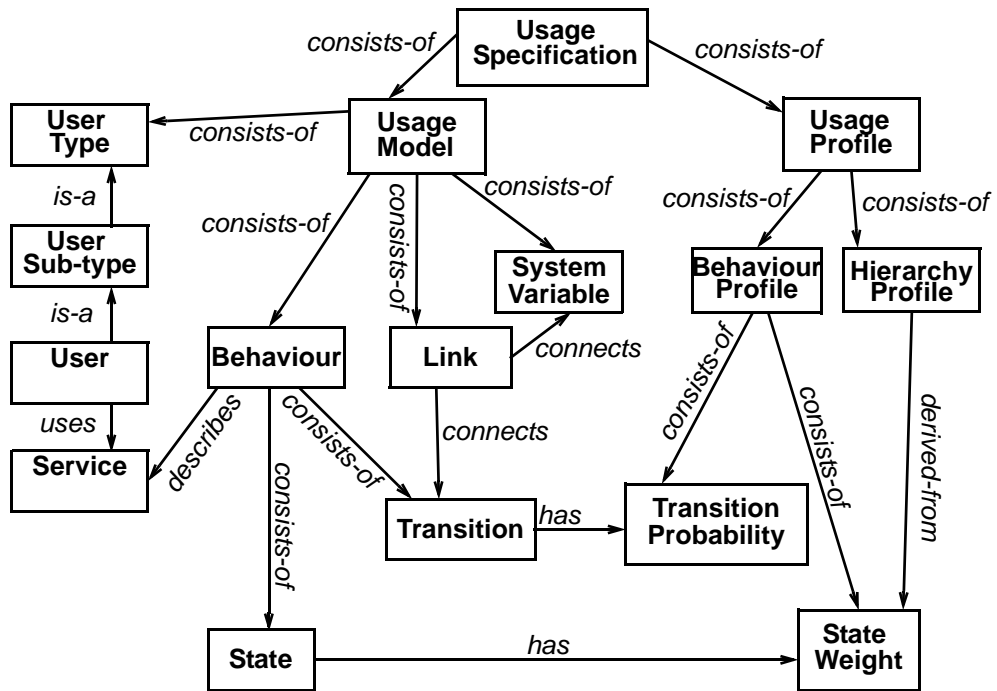 Usage
Specification
consists-of
consists-of
User
Type
consists-of
Usage
Model
Usage
Profile
is-a
consists-of
consists-of
consists-of
consists-of
consists-of
User
Sub-type
System
Variable
Behaviour
Profile
Hierarchy
Profile
is-a
User
Behaviour
Link
connects
uses
describes
consists-of
consists-of
connects
consists-of
consists-of
derived-from
Service
Transition
has
Transition
Probability
State
has
State
Weight